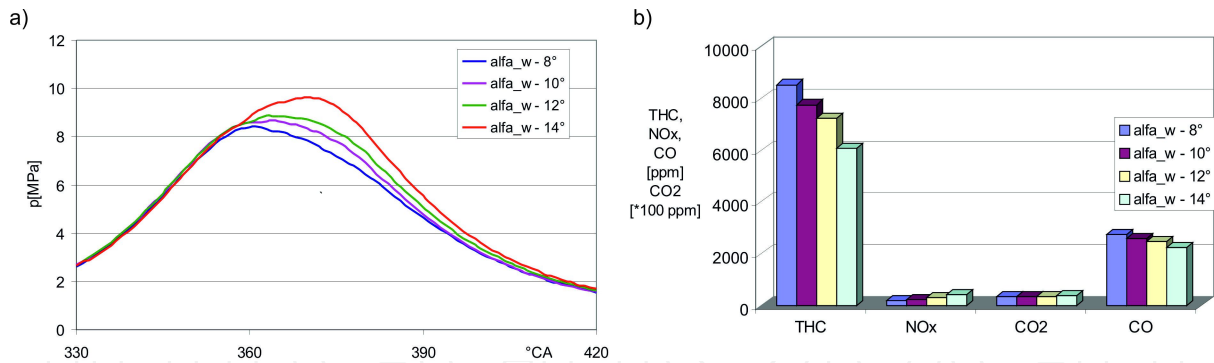 a)
12
10
8
6
4
2
0
p[MPa]
330
360
390
°CA
420
alfa_w - 8°
alfa_w - 10°
alfa_w - 12°
alfa_w - 14°
b)
10000
8000
6000
4000
2000
0
THC,
NOx,
CO
[ppm]
CO2
[*100 ppm]
THC
NOx
CO2
CO
alfa_w - 8°
alfa_w - 10°
alfa_w - 12°
alfa_w - 14°